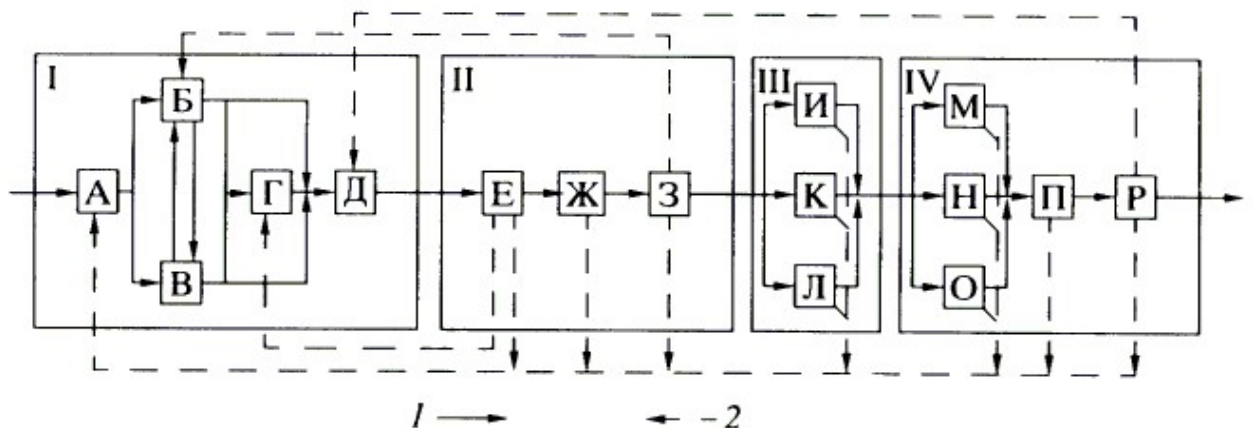 I II III IV
Б И М
А Г Д Е Ж З К Н П Р
В Л О
1 - 2